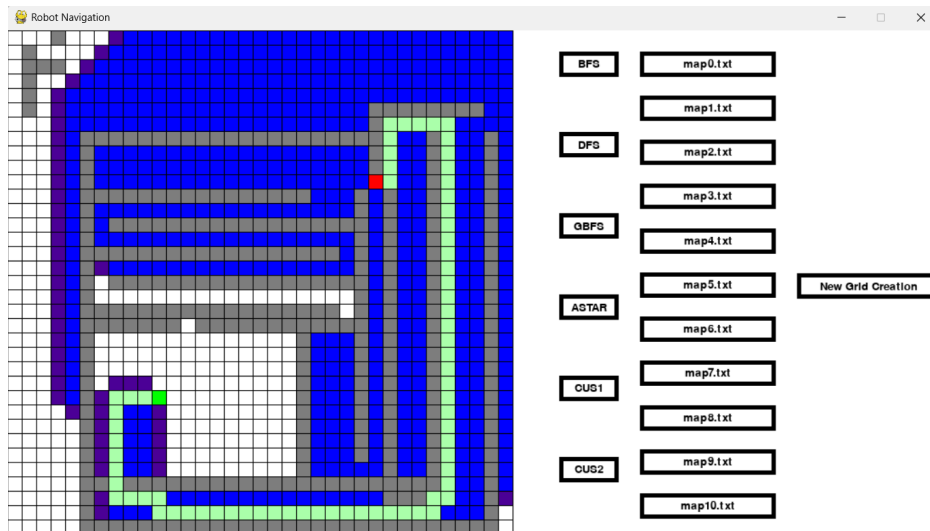 Robot Navigation
BFS
map0.txt
map1.txt
DFS
map2.txt
map3.txt
GBFS
map4.txt
map5.txt
New Grid Creation
ASTAR
map6.txt
map7.txt
CUS1
map8.txt
CUS2
map9.txt
map10.txt